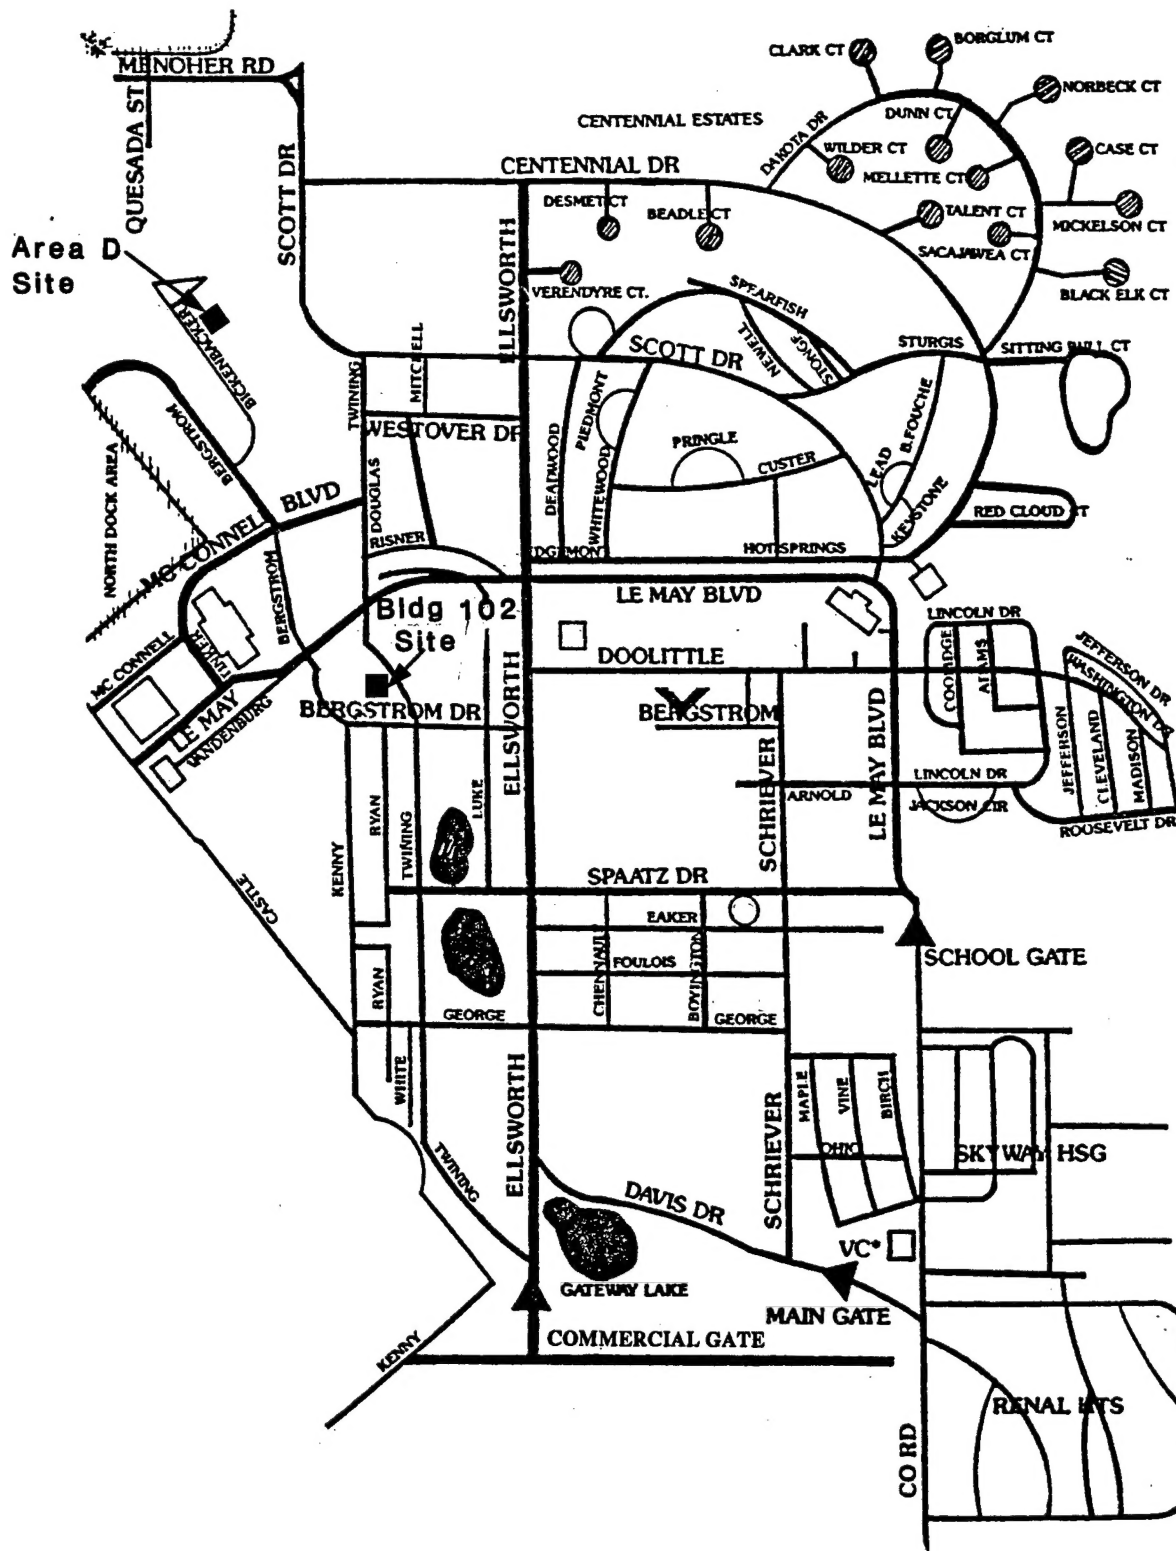 CLARK CT
BORGLUM CT
MENOHER RD
NORBECK CT
QUESADA ST
CENTENNIAL ESTATES
DAKOTA DR
DUNN CT
WILDER CT
CASE CT
MELLETTE CT
SCOTT DR
CENTENNIAL DR
DESMET CT
BEADLE CT
TALENT CT
MICKELSON CT
SACAJAWEA CT
Area D
Site
ELLSWORTH
VERENDYRE CT.
SPEARFISH
BLACK ELK CT
BICKENBACKER
MITCHELL
SCOTT DR
NEWELL
STONGE
STURGIS
SITTING BULL CT
TWINING
BERGSTROM
WESTOVER DR
DEADWOOD
PIEDMONT
PRINGLE
B.FOUCHE
LEAD
CUSTER
NORTH DOCK AREA
MC CONNELL BLVD
DOUGLAS
WHITEWOOD
KEYSTONE
RED CLOUD CT
RISNER
EDGEMONT
HOT SPRINGS
BERGSTROM
LE MAY BLVD
Bldg 102
Site
LINCOLN DR
MC CONNELL
TINKER
DOOLITTLE
COOLIDGE
ADAMS
JEFFERSON DR
WASHINGTON DR
LE MAY
VANDENBURG
BERGSTROM DR
ELLSWORTH
BERGSTROM
SCHRIEVER
LE MAY BLVD
JEFFERSON
CLEVELAND
MADISON
LINCOLN DR
ARNOLD
JACKSON CIR
ROOSEVELT DR
RYAN
TWINING
LUKE
KENNY
CASTLE
SPAATZ DR
EAKER
CHENNAULT
FOULOIS
BOYINGTON
SCHOOL GATE
RYAN
GEORGE
GEORGE
WHITE
ELLSWORTH
MAPLE
VINE
BIRCH
SCHRIEVER
OHIO
SKYWAY HSG
TWINING
DAVIS DR
VC*
GATEWAY LAKE
MAIN GATE
COMMERCIAL GATE
KENNY
RENAL HTS
CO RD